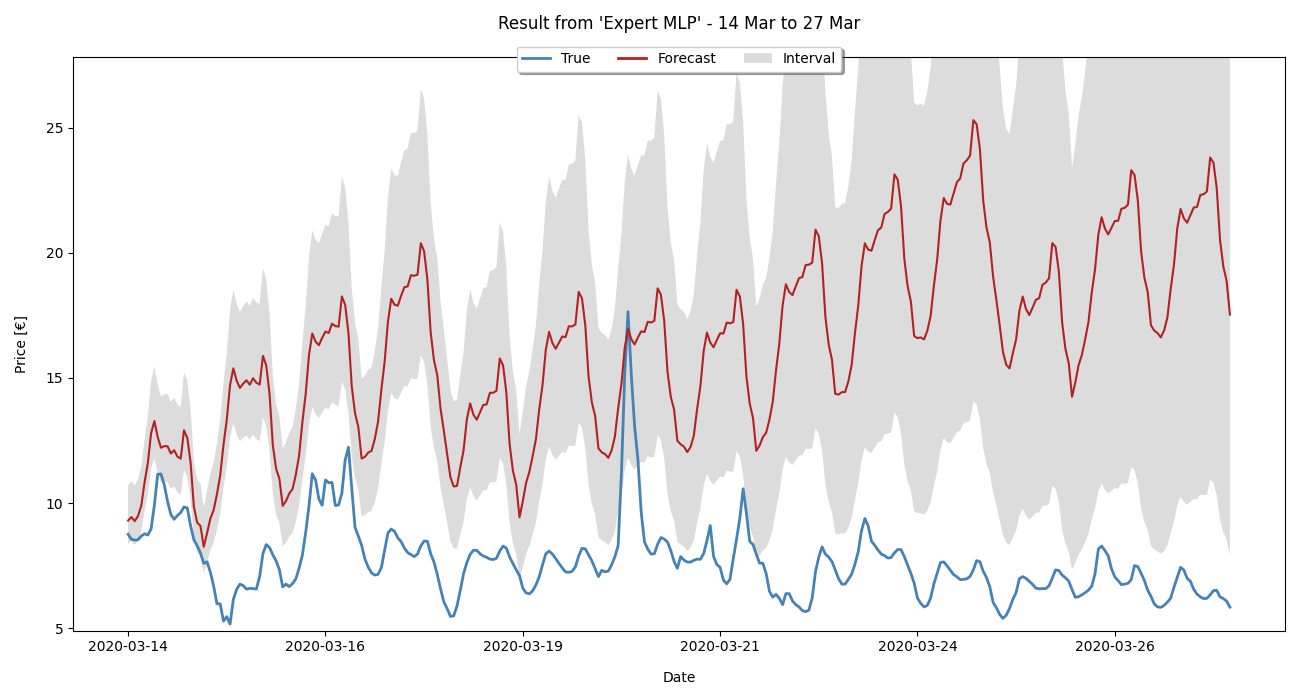 Result from 'Expert MLP' - 14 Mar to 27 Mar
True Forecast Interval
25
20
15
10
5
Price [€]
2020-03-14 2020-03-16 2020-03-19 2020-03-21 2020-03-24 2020-03-26
Date